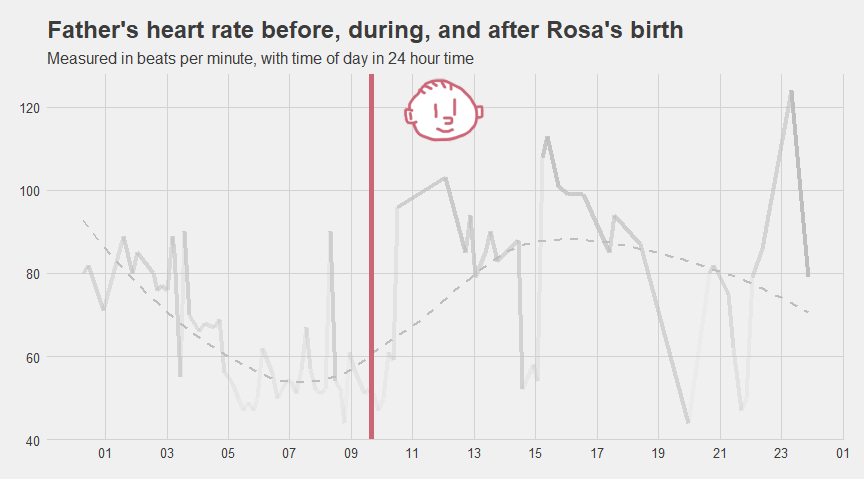 Father's heart rate before, during, and after Rosa's birth
Measured in beats per minute, with time of day in 24 hour time
120
100
80
60
40
01 03 05 07 09 11 13 15 17 19 21 23 01